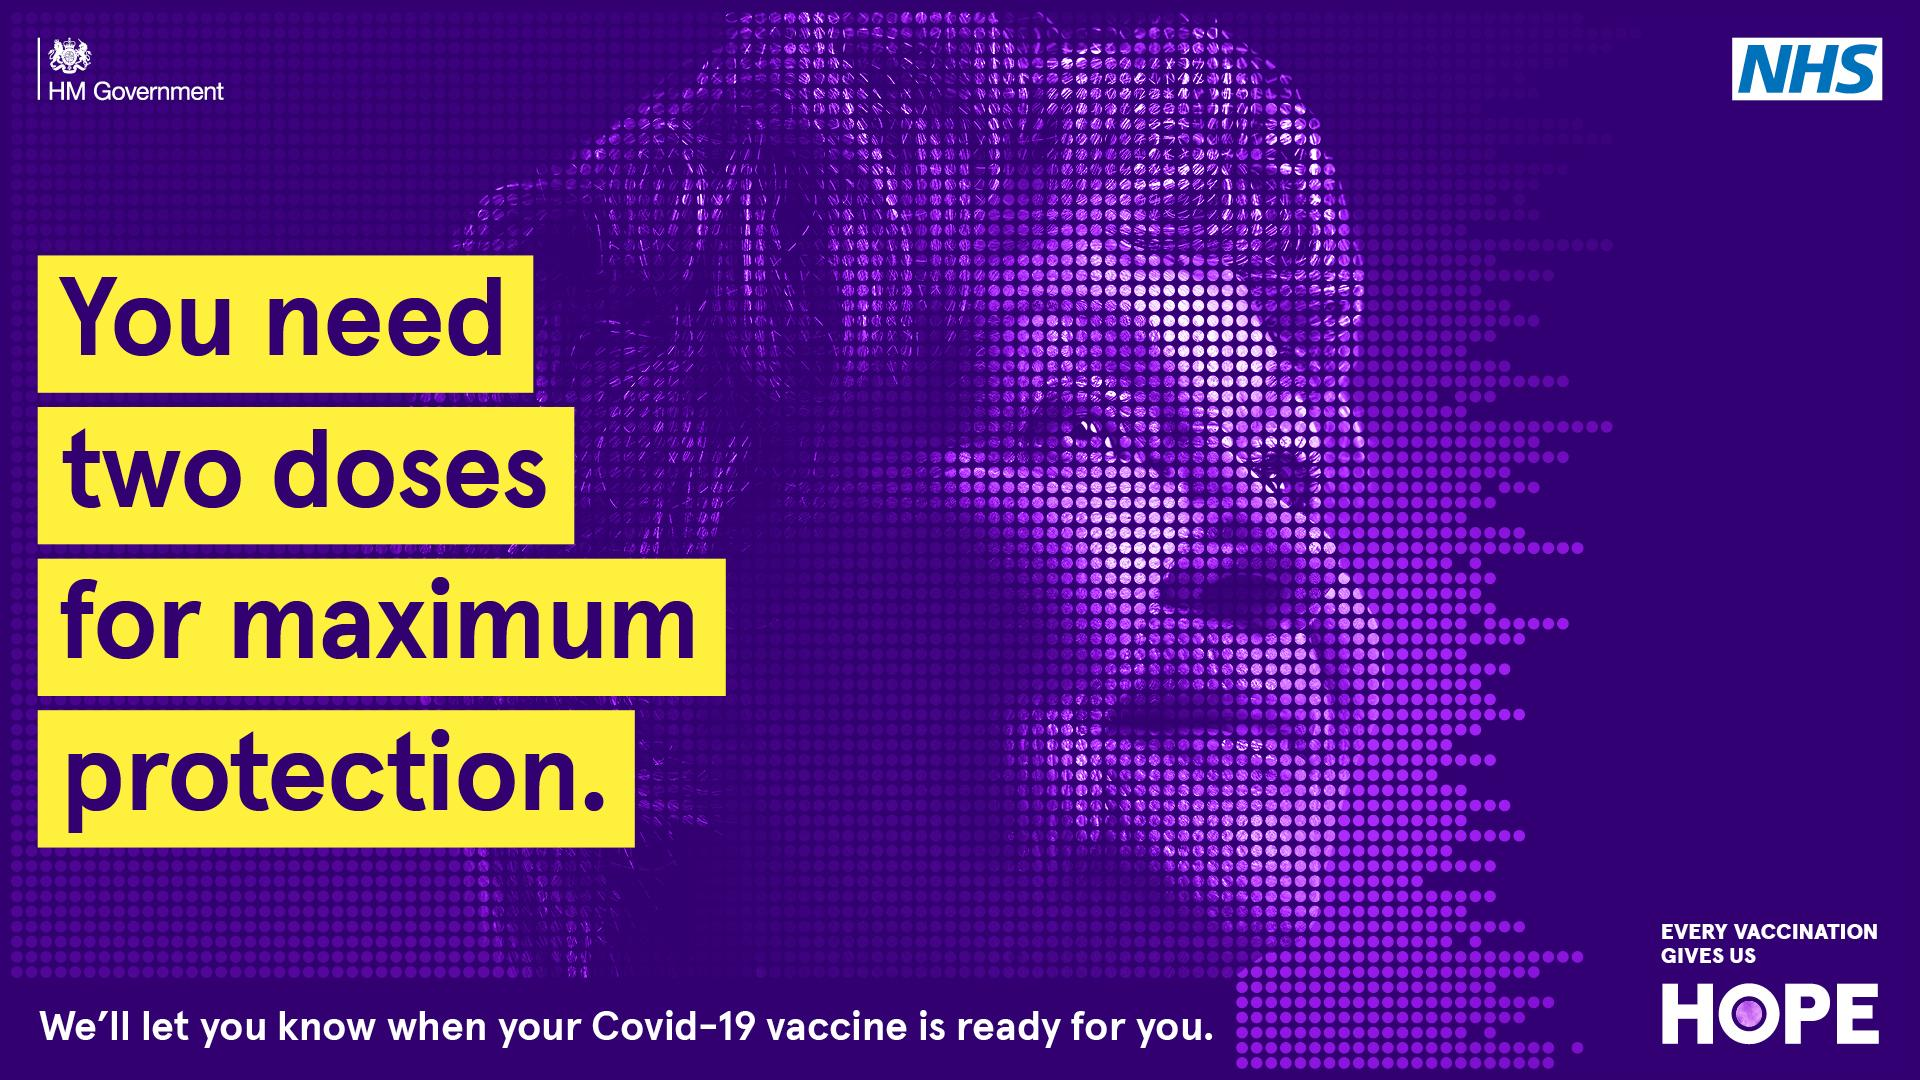 HM Government
NHS
You need
two doses
for maximum
protection.
EVERY VACCINATION
GIVES US
HOPE
We’ll let you know when your Covid-19 vaccine is ready for you.